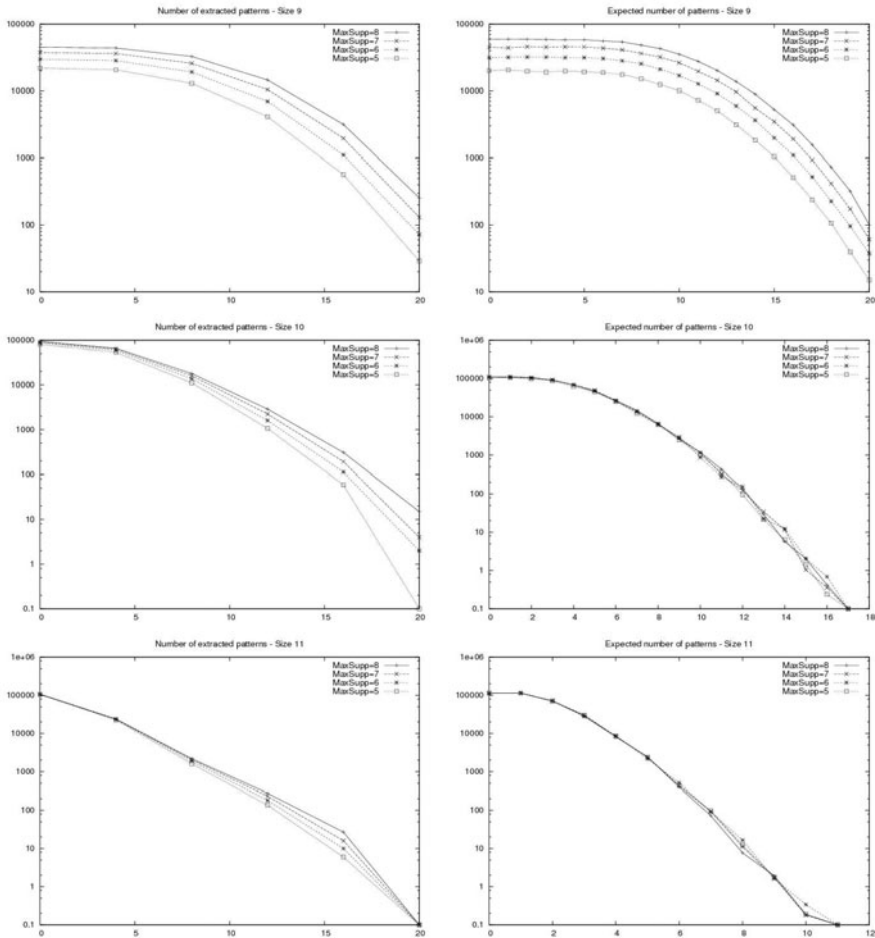 Number of extracted patterns - Size 9
100000
10000
1000
100
10
0
5
10
15
20
MaxSupp=8
MaxSupp=7
MaxSupp=6
MaxSupp=5
Expected number of patterns - Size 9
100000
10000
1000
100
10
0
5
10
15
20
MaxSupp=8
MaxSupp=7
MaxSupp=6
MaxSupp=5
Number of extracted patterns - Size 10
100000
10000
1000
100
10
1
0.1
0
5
10
15
20
MaxSupp=8
MaxSupp=7
MaxSupp=6
MaxSupp=5
Expected number of patterns - Size 10
1e+06
100000
10000
1000
100
10
1
0.1
0
2
4
6
8
10
12
14
16
18
MaxSupp=8
MaxSupp=7
MaxSupp=6
MaxSupp=5
Number of extracted patterns - Size 11
1e+06
100000
10000
1000
100
10
1
0.1
0
5
10
15
20
MaxSupp=8
MaxSupp=7
MaxSupp=6
MaxSupp=5
Expected number of patterns - Size 11
1e+06
100000
10000
1000
100
10
1
0.1
0
2
4
6
8
10
12
MaxSupp=8
MaxSupp=7
MaxSupp=6
MaxSupp=5